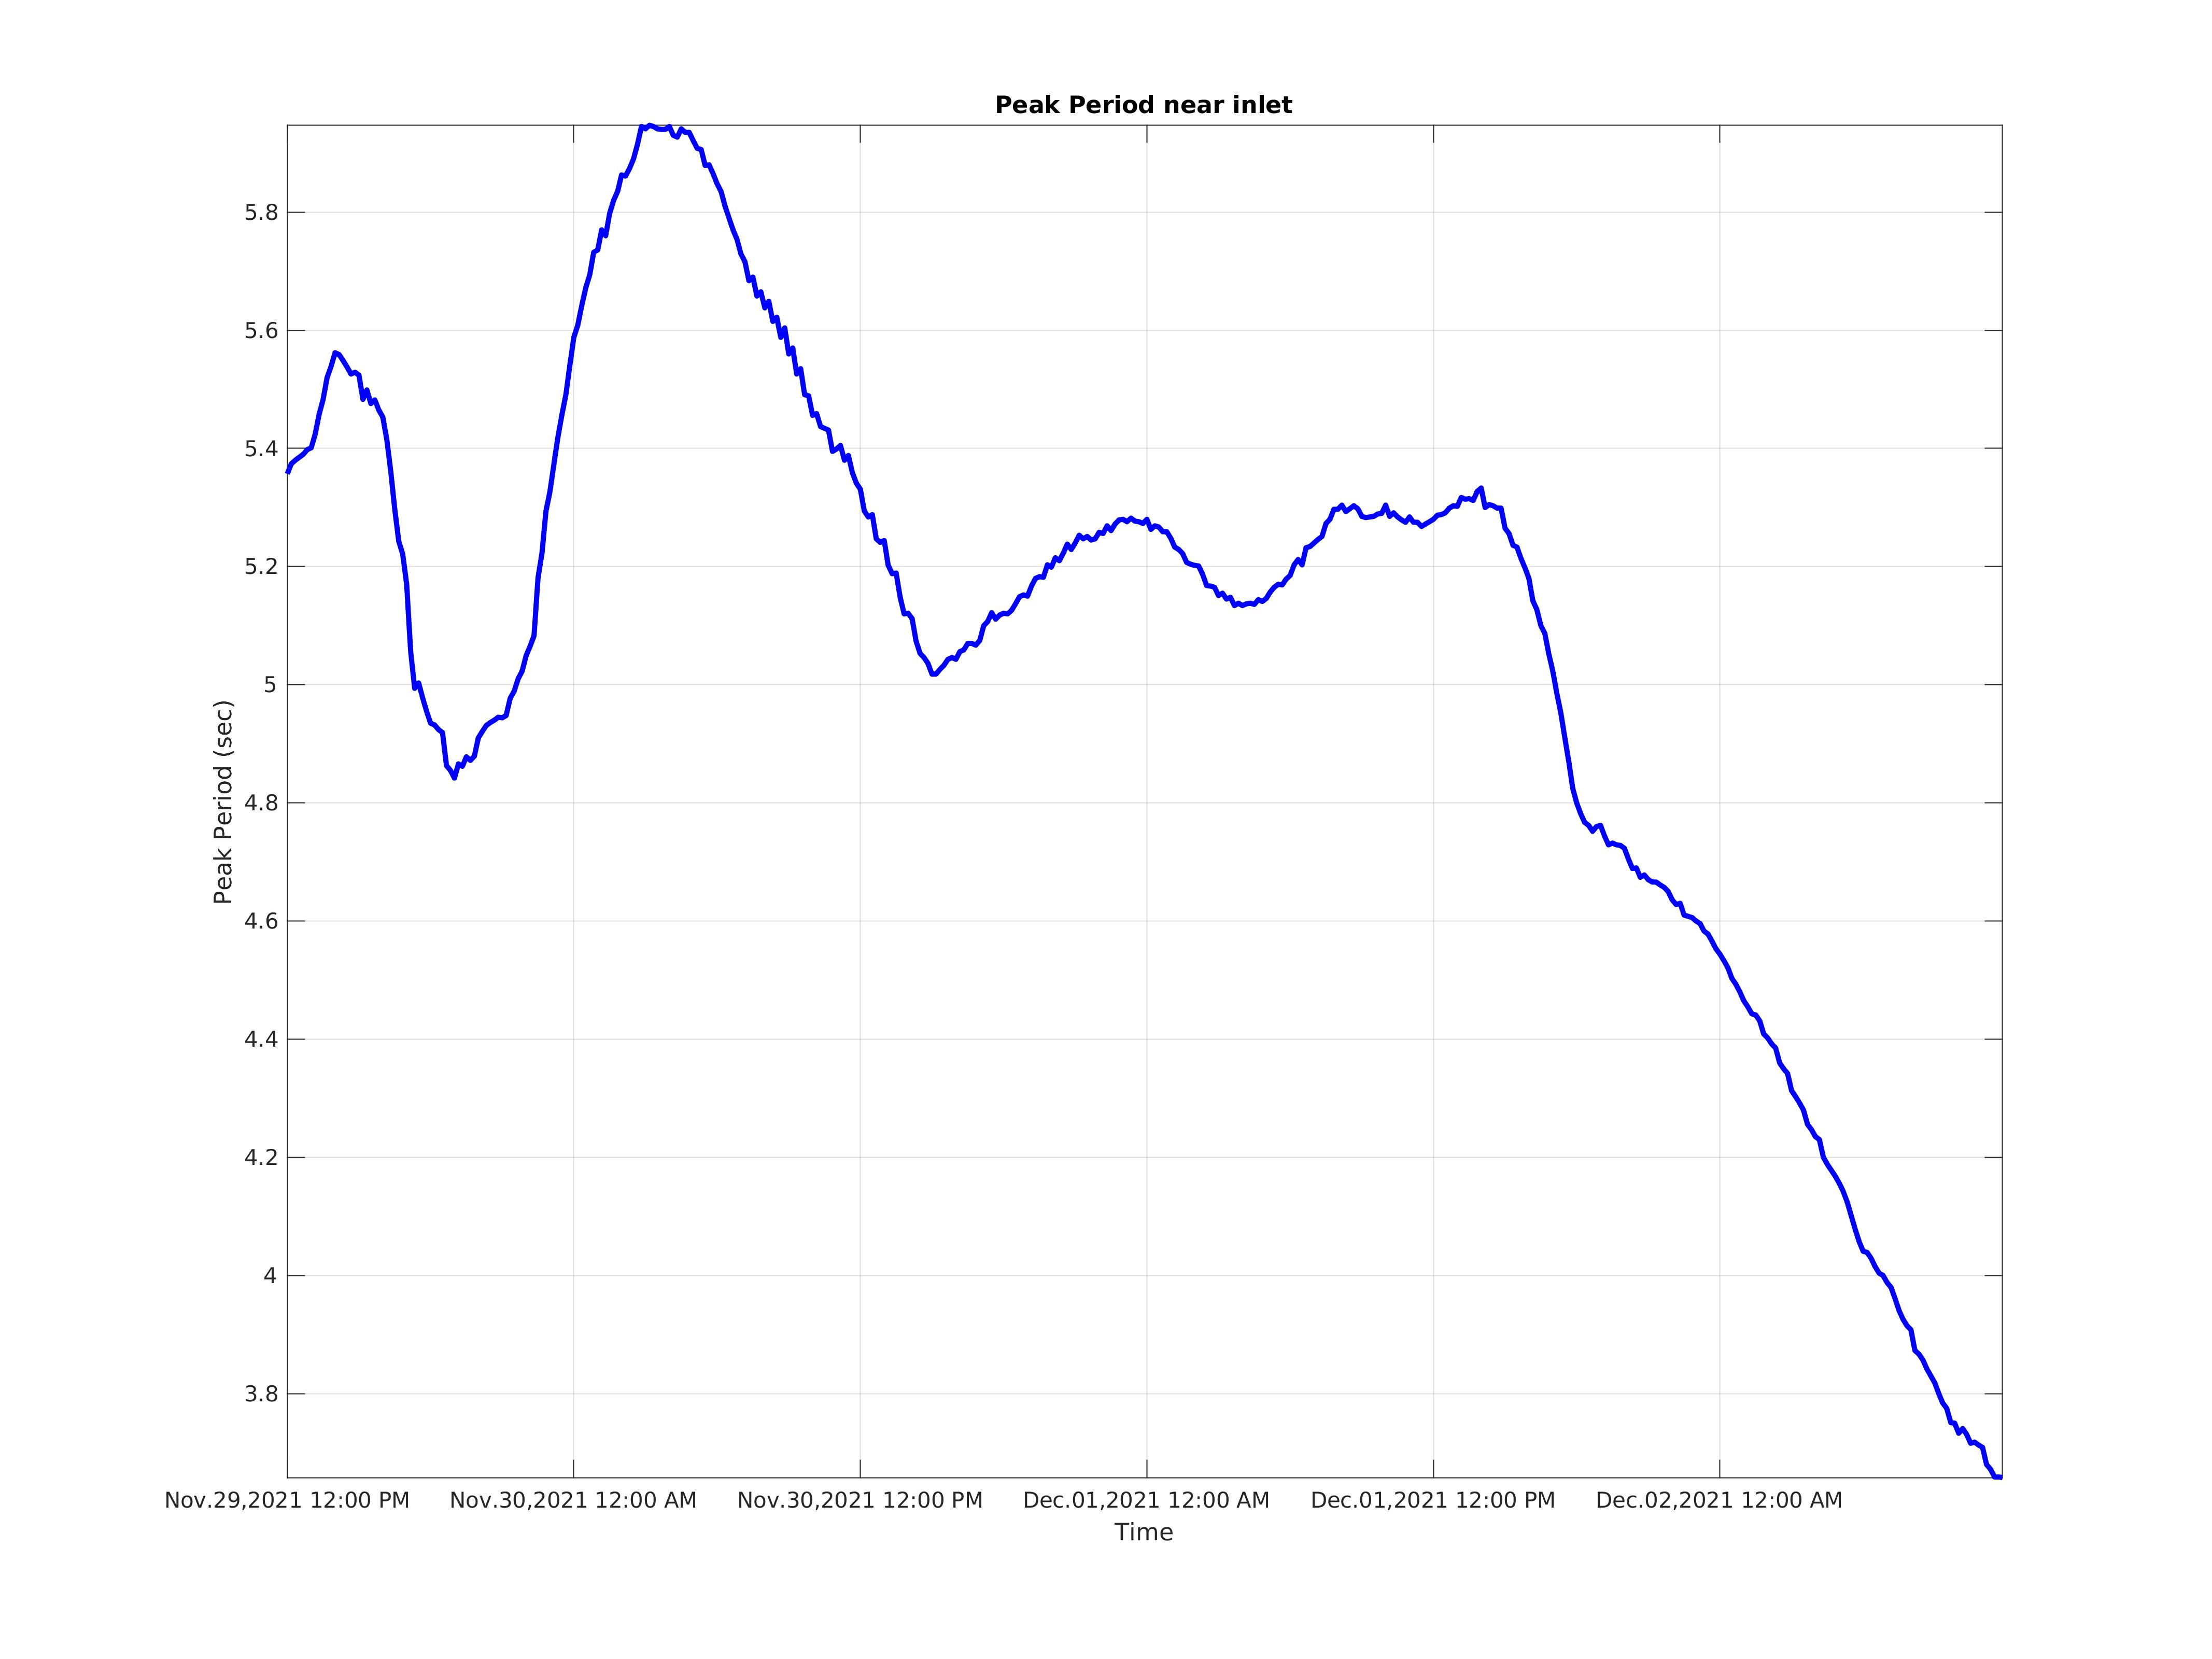 Peak Period near inlet
5.8
5.6
5.4
5.2
5
4.8
4.6
4.4
4.2
4
3.8
Peak Period (sec)
Nov.29,2021 12:00 PM Nov.30,2021 12:00 AM Nov.30,2021 12:00 PM Dec.01,2021 12:00 AM Dec.01,2021 12:00 PM Dec.02,2021 12:00 AM
Time